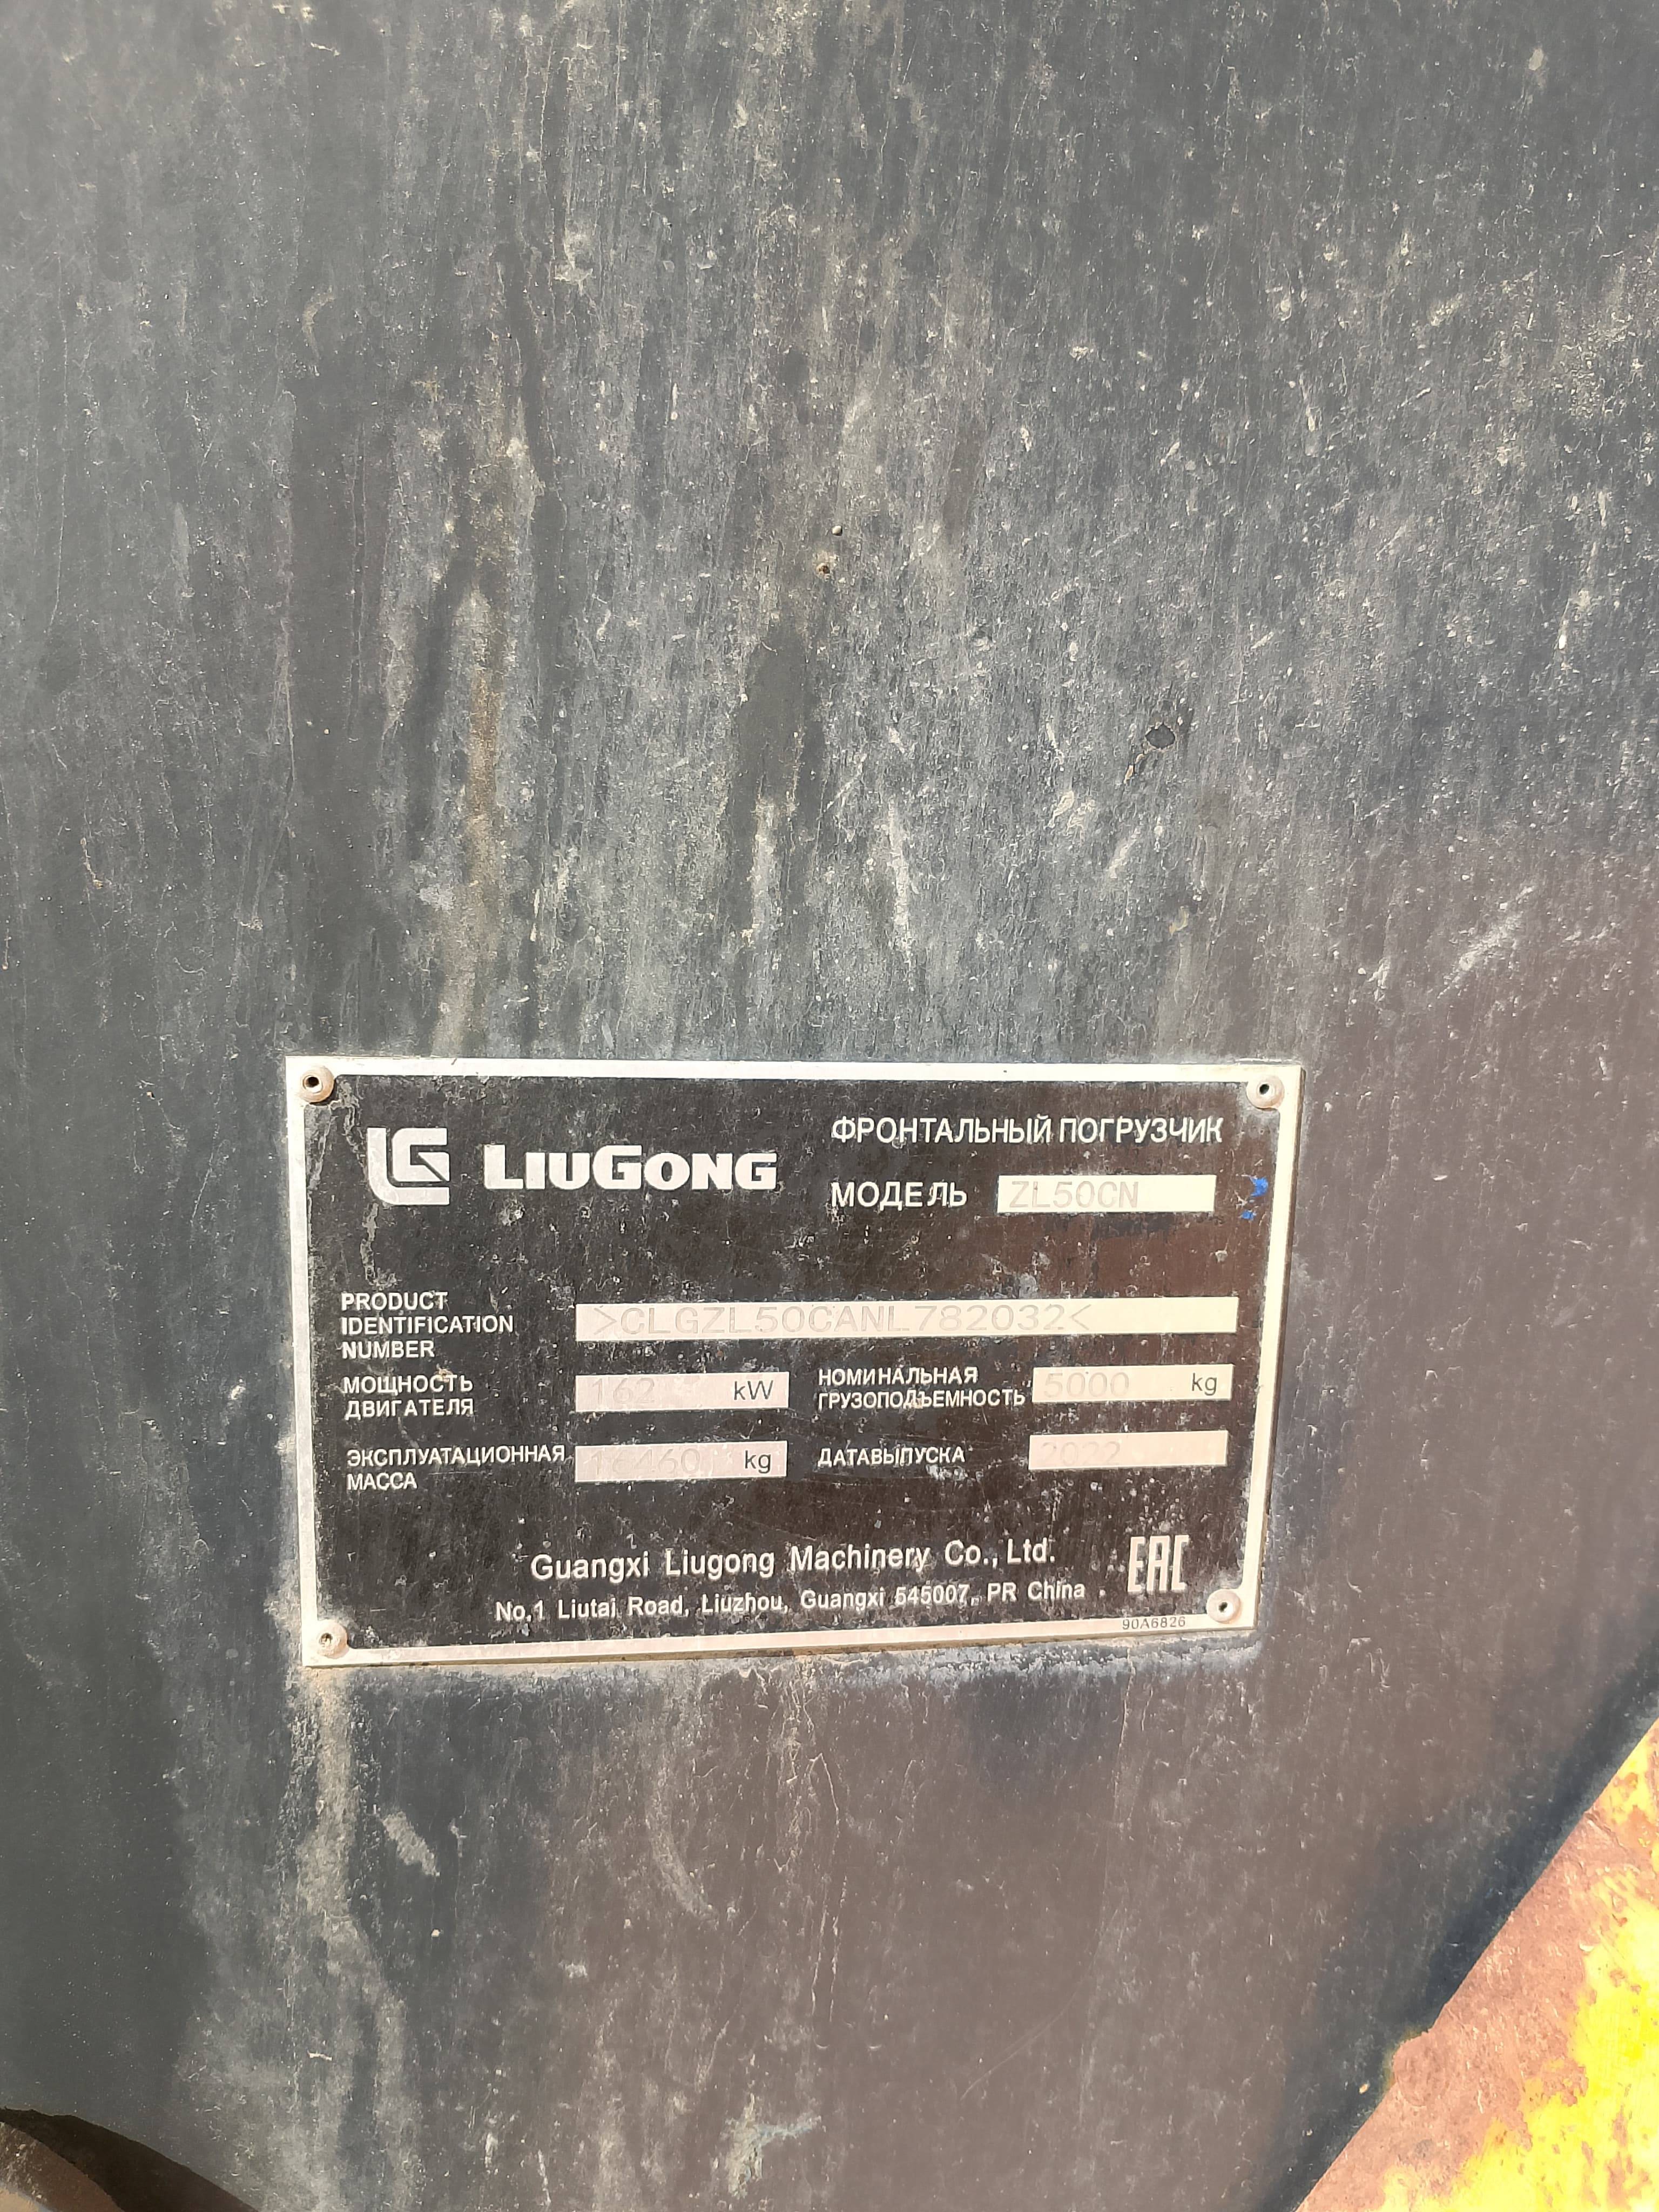 LG LIUGONG
ФРОНТАЛЬНЫЙ ПОГРУЗЧИК
МОДЕЛЬ ZL50CN
PRODUCT
IDENTIFICATION
NUMBER
>CLGZL50CANL782032<
МОЩНОСТЬ
ДВИГАТЕЛЯ
162 kW
НОМИНАЛЬНАЯ
ГРУЗОПОДЪЕМНОСТЬ
5000 kg
ЭКСПЛУАТАЦИОННАЯ
МАССА
16460 kg
ДАТАВЫПУСКА 2022
Guangxi Liugong Machinery Co., Ltd.
No.1 Liutai Road, Liuzhou, Guangxi 545007, PR China
EAC
90A6826